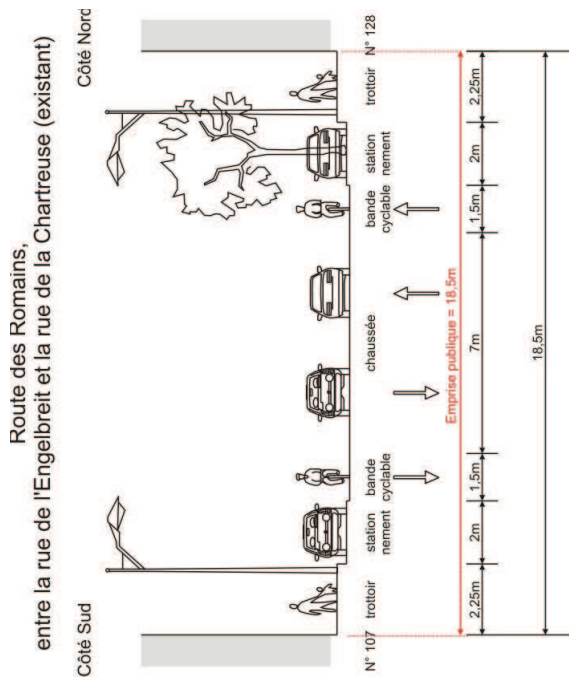 Route des Romains,
entre la rue de l'Engelbreit et la rue de la Chartreuse (existant)
Côté Sud
Côté Nord
N° 107
trottoir
station
nement
bande
cyclable
chaussée
bande
cyclable
station
nement
trottoir
N° 128
Emprise publique = 18,5m
2,25m
2m
1,5m
7m
1,5m
2m
2,25m
18,5m